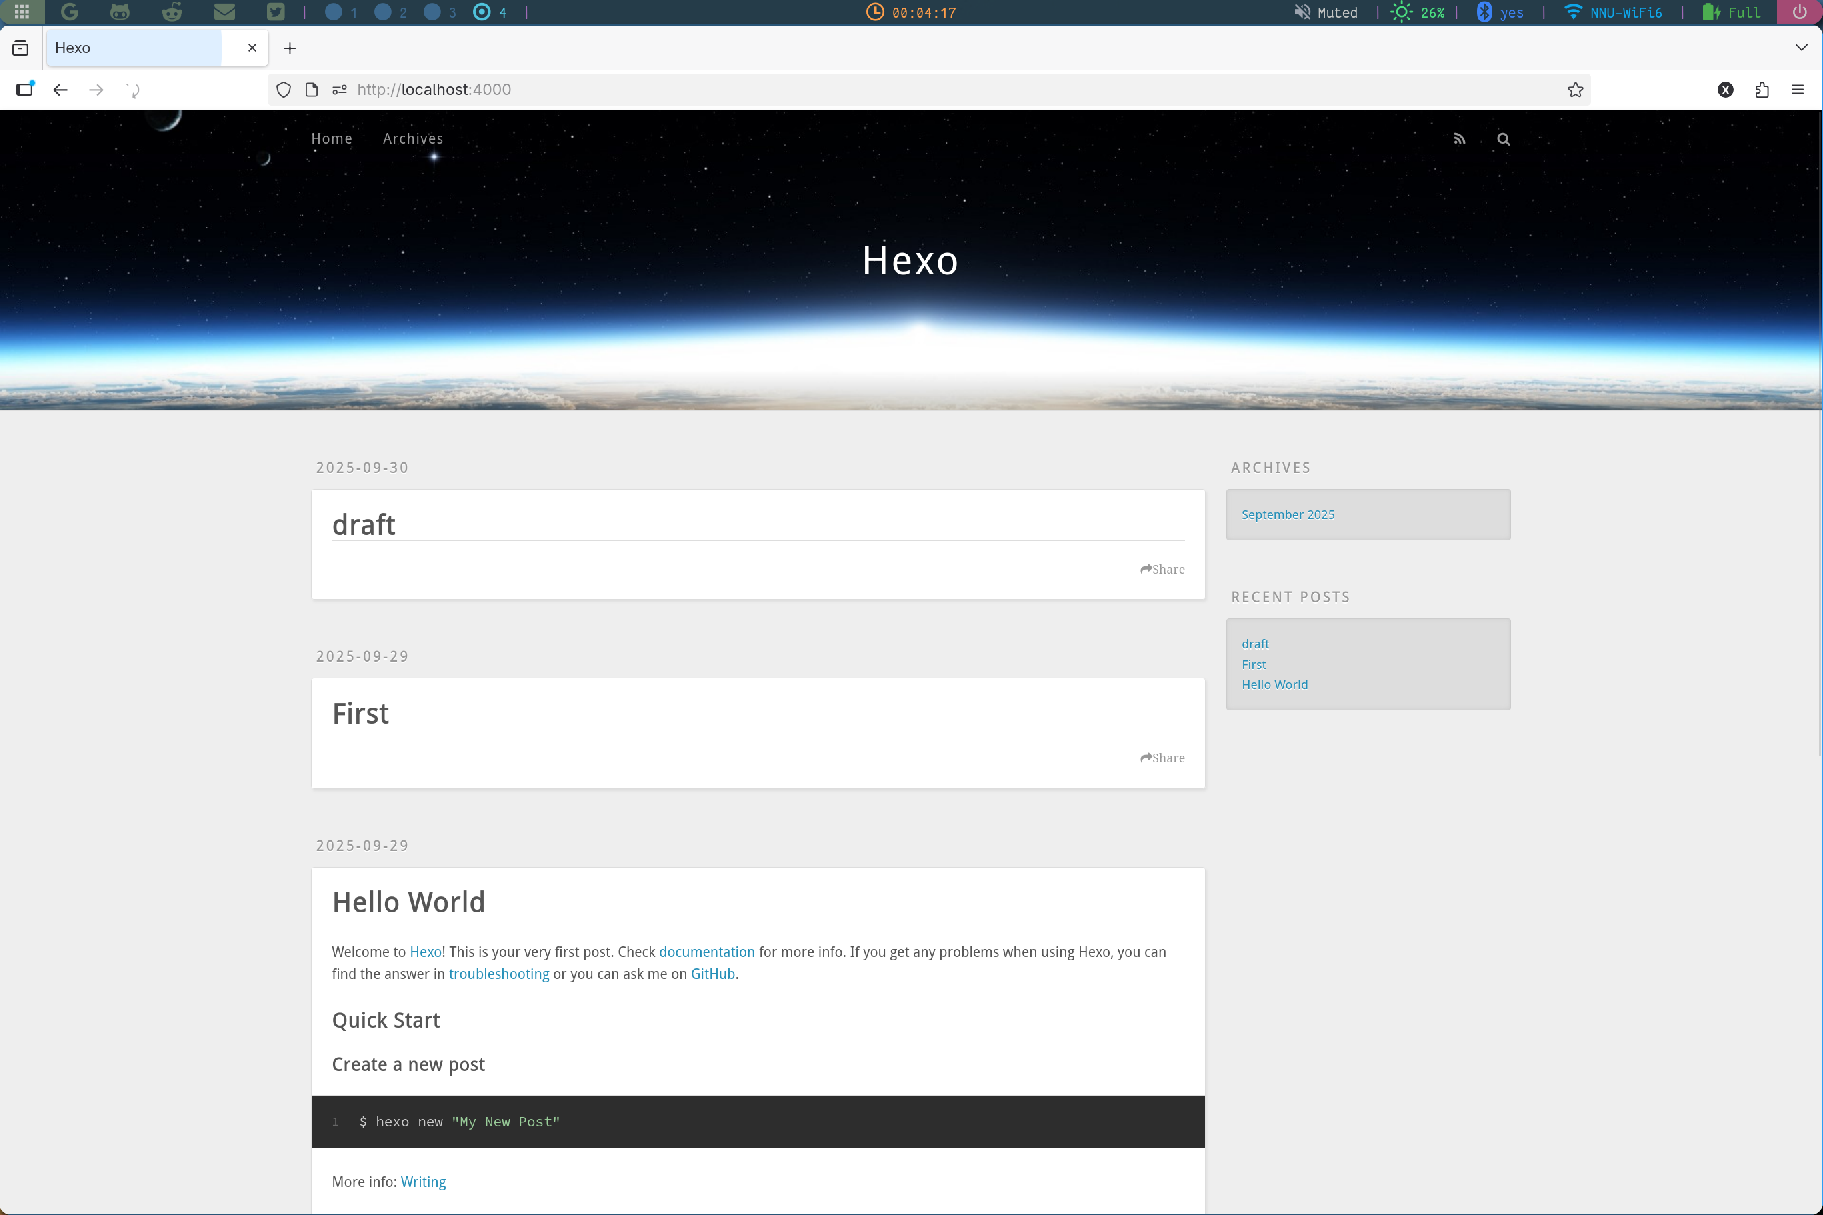 1 2 3 4 00:04:17 Muted 26% yes NNU-WiFi6 Full
Hexo
http://localhost:4000
Home Archives
Hexo
2025-09-30
draft
Share
2025-09-29
First
Share
2025-09-29
Hello World
Welcome to Hexo! This is your very first post. Check documentation for more info. If you get any problems when using Hexo, you can
find the answer in troubleshooting or you can ask me on GitHub.
Quick Start
Create a new post
1 $ hexo new "My New Post"
More info: Writing
ARCHIVES
September 2025
RECENT POSTS
draft
First
Hello World